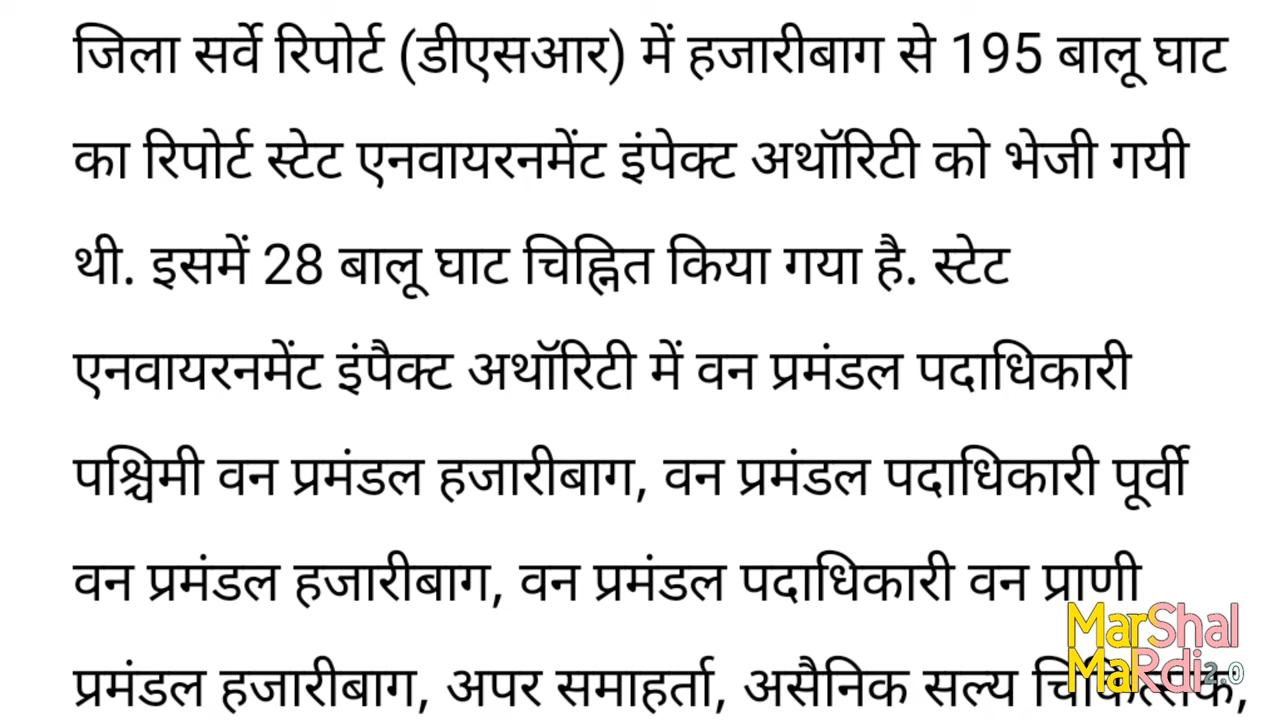 जिला सर्वे रिपोर्ट (डीएसआर) में हजारीबाग से 195 बालू घाट
का रिपोर्ट स्टेट एनवायरनमेंट इंपेक्ट अथॉरिटी को भेजी गयी
थी. इसमें 28 बालू घाट चिह्नित किया गया है. स्टेट
एनवायरनमेंट इंपैक्ट अथॉरिटी में वन प्रमंडल पदाधिकारी
पश्चिमी वन प्रमंडल हजारीबाग, वन प्रमंडल पदाधिकारी पूर्वी
वन प्रमंडल हजारीबाग, वन प्रमंडल पदाधिकारी वन प्राणी
प्रमंडल हजारीबाग, अपर समाहर्ता, असैनिक सल्य चिकित्सक,
MarShal
MaRdi 2.0